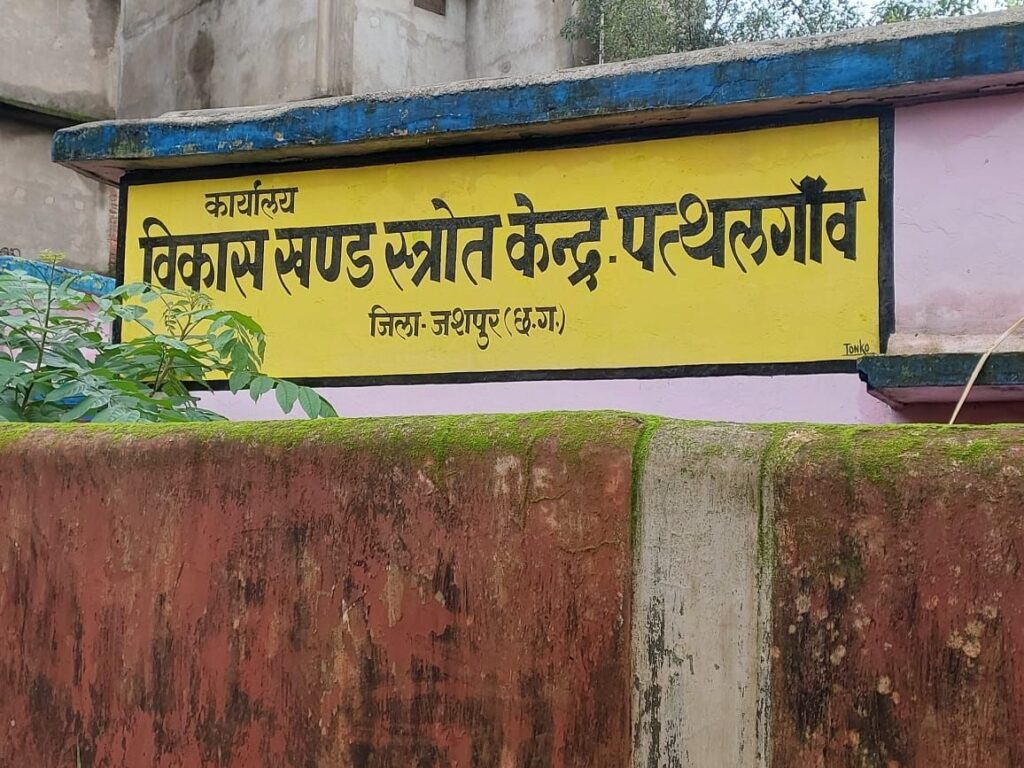 कार्यालय
विकास खण्ड स्त्रोत केन्द्र.पत्थलगाँव
जिला- जशपुर (छ.ग.)
TONKO